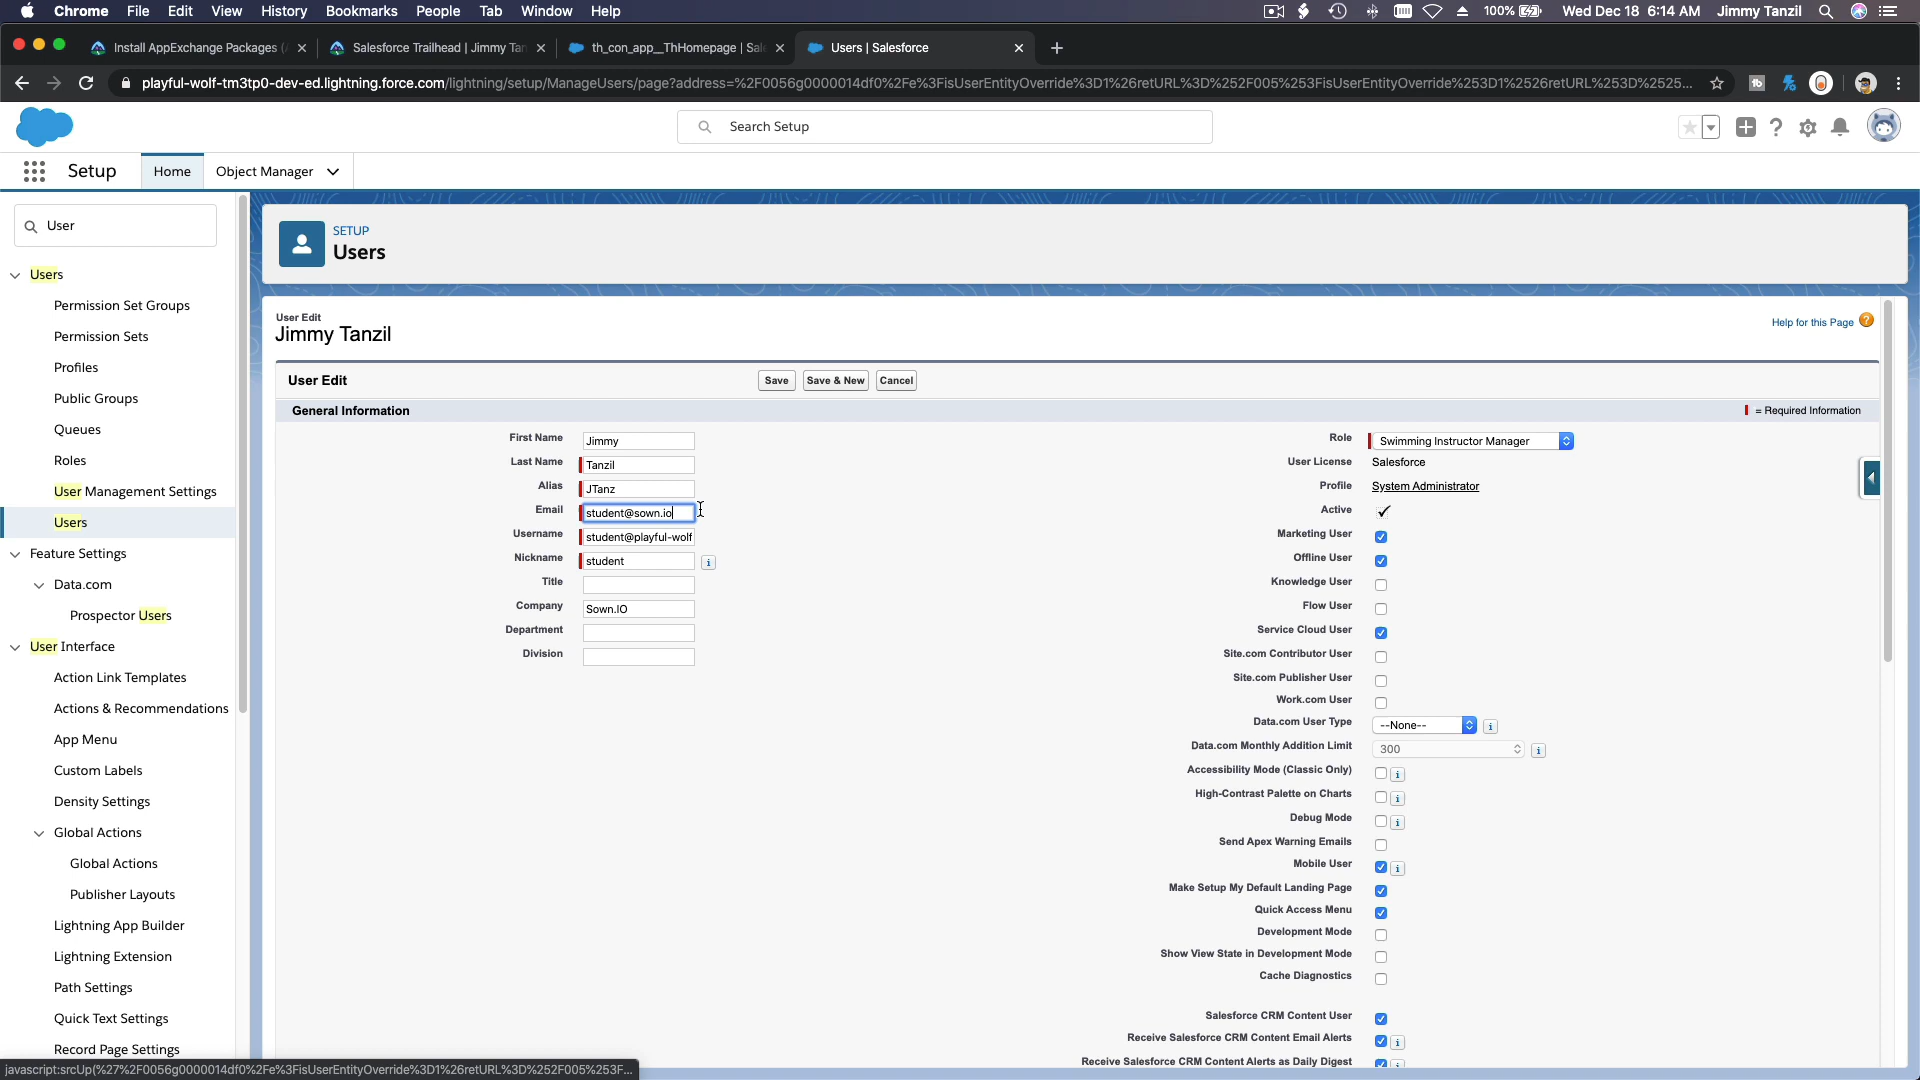 Chrome File Edit View History Bookmarks People Tab Window Help 100% Wed Dec 18 6:14 AM Jimmy Tanzil
Install AppExchange Packages (
Salesforce Trailhead | Jimmy Tan
th_con_app__ThHomepage | Sal
Users | Salesforce
playful-wolf-tm3tp0-dev-ed.lightning.force.com/lightning/setup/ManageUsers/page?address=%2F0056g0000014df0%2Fe%3FisUserEntityOverride%3D1%26retURL%3D%252F005%253FisUserEntityOverride%253D1%2526retURL%253D%2525...
Search Setup
Setup
Home
Object Manager
User
SETUP
Users
Users
Permission Set Groups
Permission Sets
Profiles
Public Groups
Queues
Roles
User Management Settings
Users
Feature Settings
Data.com
Prospector Users
User Interface
Action Link Templates
Actions & Recommendations
App Menu
Custom Labels
Density Settings
Global Actions
Global Actions
Publisher Layouts
Lightning App Builder
Lightning Extension
Path Settings
Quick Text Settings
Record Page Settings
User Edit
Jimmy Tanzil
Help for this Page ?
User Edit
Save
Save & New
Cancel
General Information
= Required Information
First Name Jimmy
Last Name Tanzil
Alias JTanz
Email student@sown.io
Username student@playful-wolf
Nickname student i
Title
Company Sown.IO
Department
Division
Role Swimming Instructor Manager
User License Salesforce
Profile System Administrator
Active
Marketing User
Offline User
Knowledge User
Flow User
Service Cloud User
Site.com Contributor User
Site.com Publisher User
Work.com User
Data.com User Type --None-- i
Data.com Monthly Addition Limit 300 i
Accessibility Mode (Classic Only) i
High-Contrast Palette on Charts i
Debug Mode i
Send Apex Warning Emails
Mobile User i
Make Setup My Default Landing Page
Quick Access Menu
Development Mode
Show View State in Development Mode
Cache Diagnostics
Salesforce CRM Content User
Receive Salesforce CRM Content Email Alerts i
Receive Salesforce CRM Content Alerts as Daily Digest i
javascript:srcUp(%27%2F0056g0000014df0%2Fe%3FisUserEntityOverride%3D1%26retURL%3D%252F005%253F...